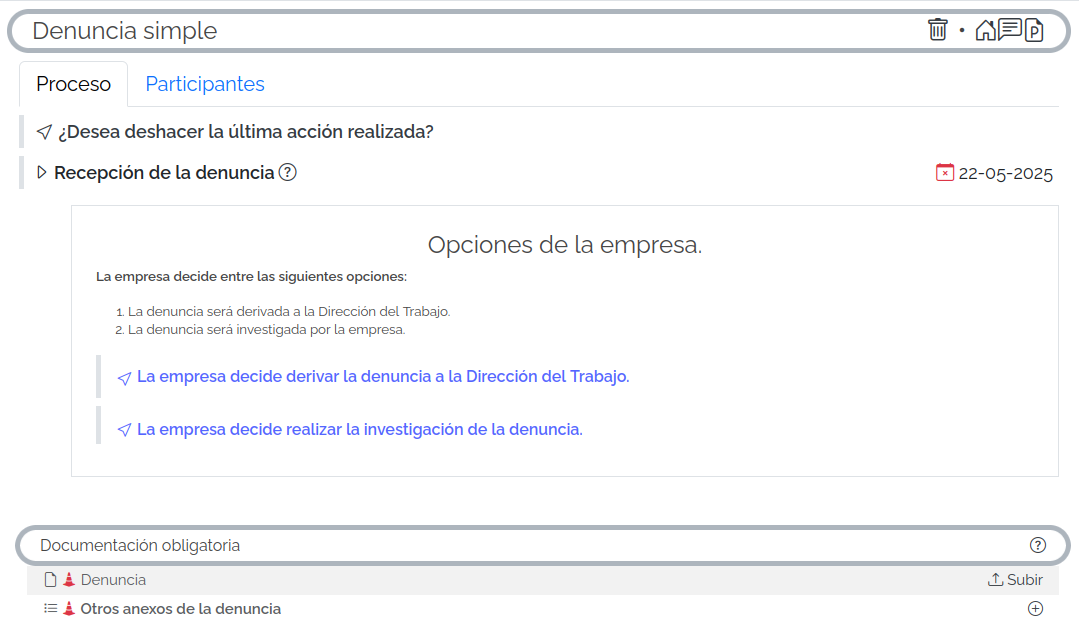 Denuncia simple
Proceso
Participantes
¿Desea deshacer la última acción realizada?
Recepción de la denuncia
22-05-2025
Opciones de la empresa.
La empresa decide entre las siguientes opciones:
1. La denuncia será derivada a la Dirección del Trabajo.
2. La denuncia será investigada por la empresa.
La empresa decide derivar la denuncia a la Dirección del Trabajo.
La empresa decide realizar la investigación de la denuncia.
Documentación obligatoria
Denuncia
Subir
Otros anexos de la denuncia